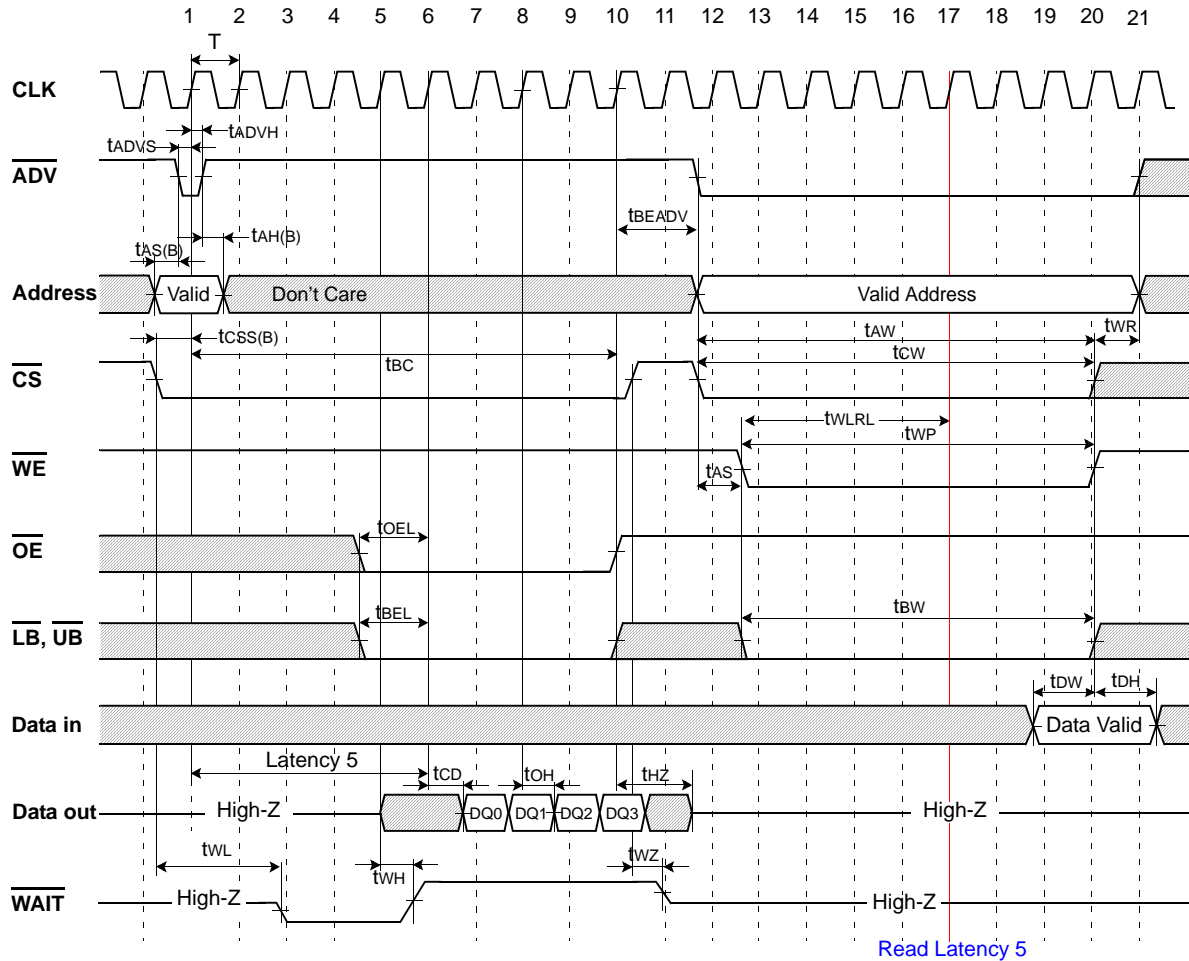 1 2 3 4 5 6 7 8 9 10 11 12 13 14 15 16 17 18 19 20 21
T
CLK
tADVH
tADVS
ADV
tBEADV
tAH(B)
tAS(B)
Address Valid Don't Care Valid Address
tCSS(B) tAW tWR
tBC tCW
CS
tWLRL
tWP
WE
tAS
tOEL
OE
tBEL tBW
LB, UB
tDW tDH
Data in Data Valid
Latency 5 tCD tOH tHZ
Data out High-Z DQ0 DQ1 DQ2 DQ3 High-Z
tWL tWH tWZ
WAIT High-Z High-Z
Read Latency 5